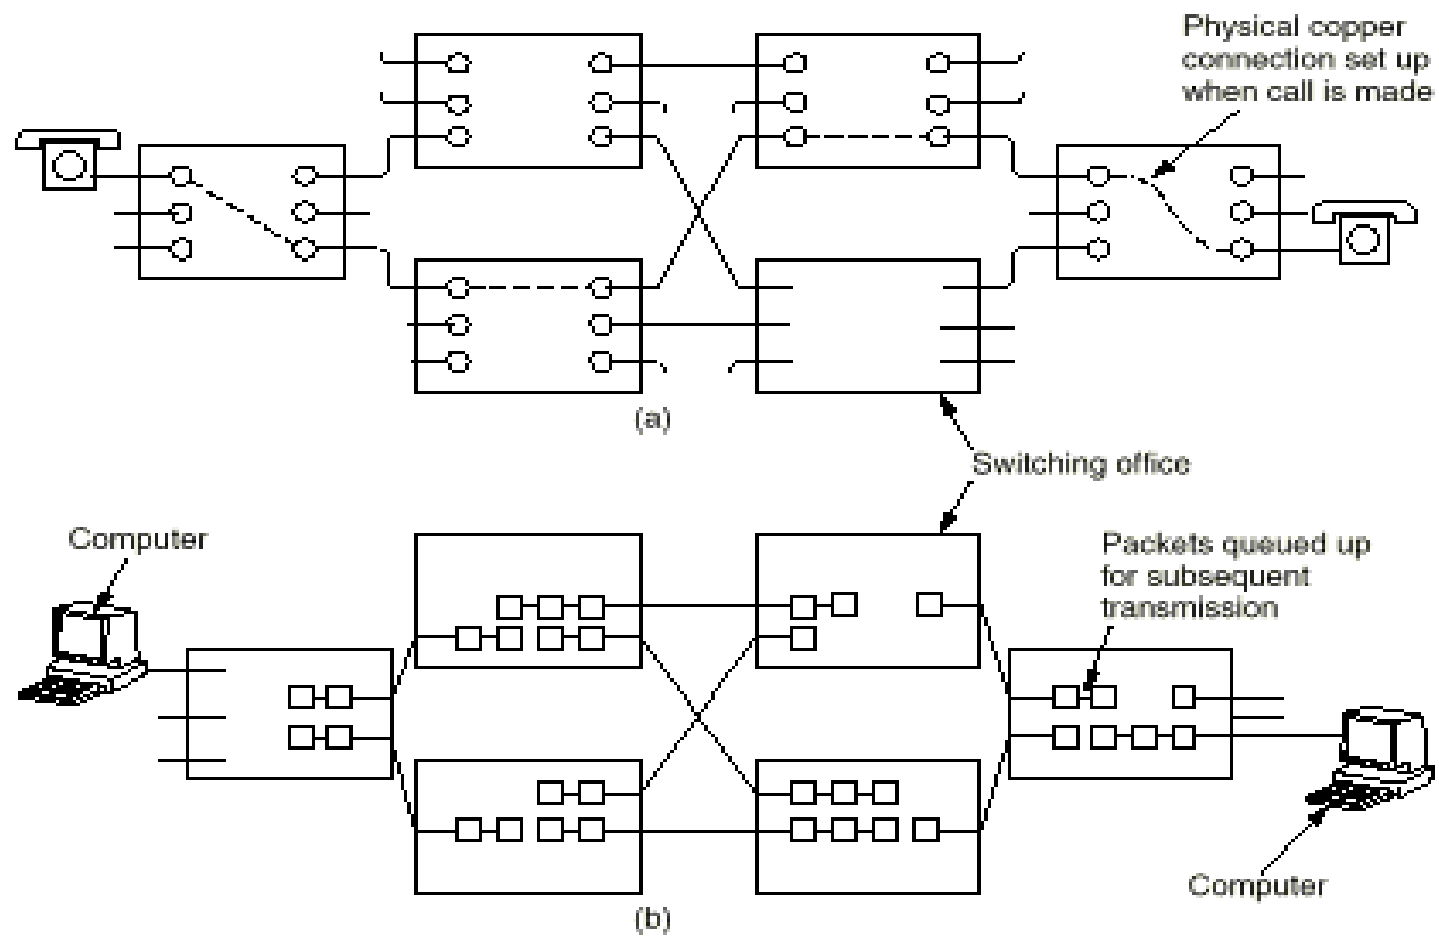 Physical copper
connection set up
when call is made
(a)
Switching office
Computer
Packets queued up
for subsequent
transmission
Computer
(b)